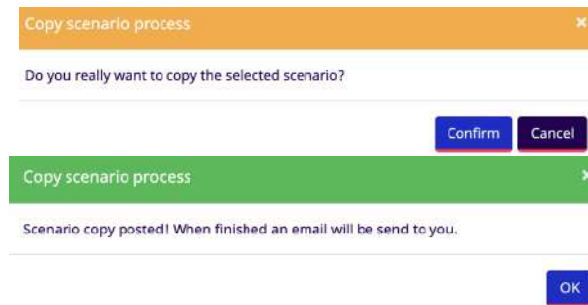 Copy scenario process
Do you really want to copy the selected scenario?
Confirm Cancel
Copy scenario process
Scenario copy posted! When finished an email will be send to you.
OK